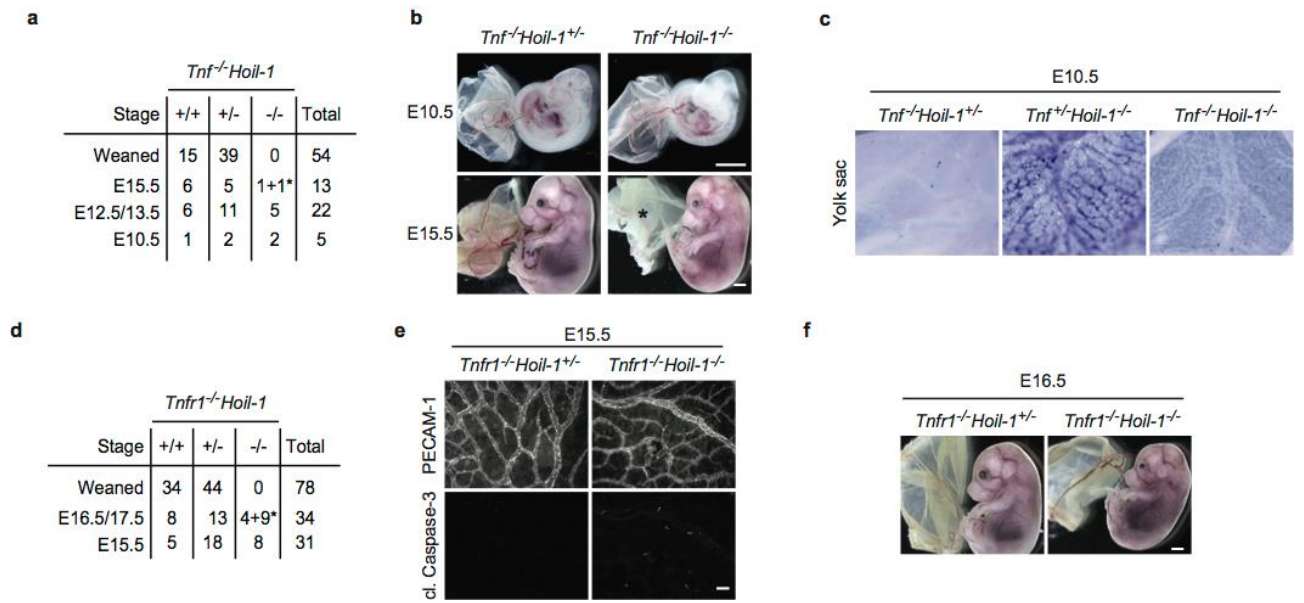 a
Tnf-/-Hoil-1
Stage +/+ +/- -/- Total
Weaned 15 39 0 54
E15.5 6 5 1+1* 13
E12.5/13.5 6 11 5 22
E10.5 1 2 2 5
b
Tnf-/-Hoil-1+/- Tnf-/-Hoil-1-/-
E10.5
E15.5
*
c
E10.5
Tnf-/-Hoil-1+/- Tnf+/-Hoil-1-/- Tnf-/-Hoil-1-/-
Yolk sac
d
Tnfr1-/-Hoil-1
Stage +/+ +/- -/- Total
Weaned 34 44 0 78
E16.5/17.5 8 13 4+9* 34
E15.5 5 18 8 31
e
E15.5
Tnfr1-/-Hoil-1+/- Tnfr1-/-Hoil-1-/-
PECAM-1
cl. Caspase-3
f
E16.5
Tnfr1-/-Hoil-1+/- Tnfr1-/-Hoil-1-/-